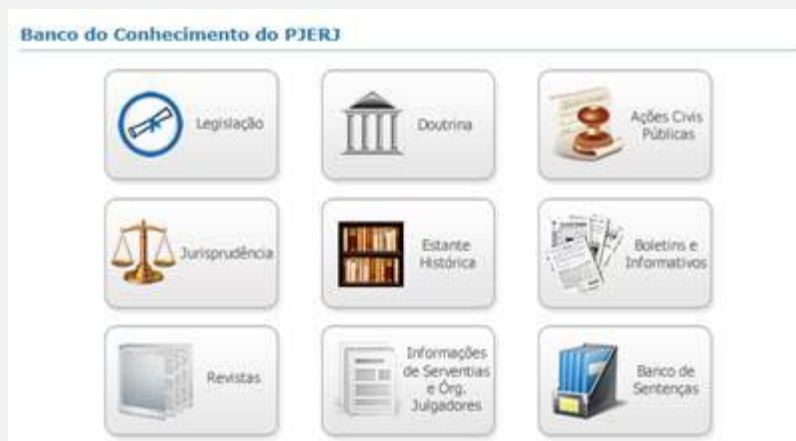 Banco do Conhecimento do PJERJ
Legislação
Doutrina
Ações Civis
Públicas
Jurisprudência
Estante
Histórica
Boletins e
Informativos
Revistas
Informações
de Serventias
e Órg.
Julgadores
Banco de
Sentenças